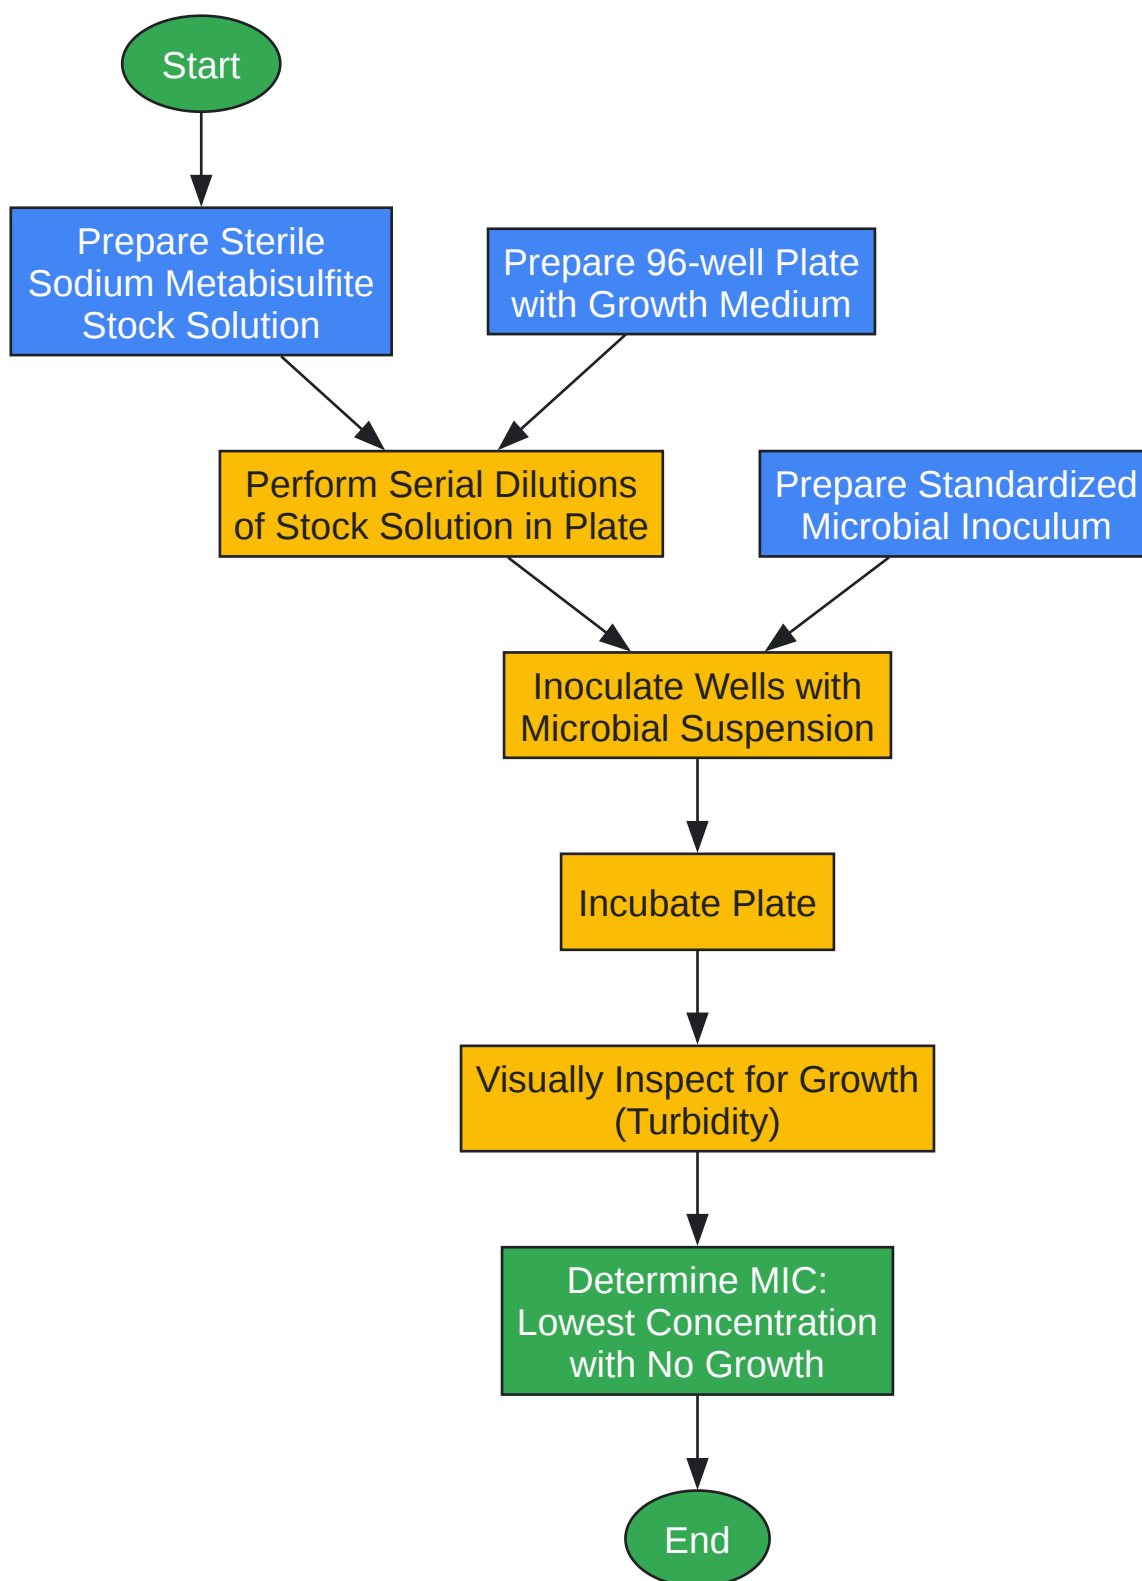 Start
Prepare Sterile
Sodium Metabisulfite
Stock Solution
Prepare 96-well Plate
with Growth Medium
Perform Serial Dilutions
of Stock Solution in Plate
Prepare Standardized
Microbial Inoculum
Inoculate Wells with
Microbial Suspension
Incubate Plate
Visually Inspect for Growth
(Turbidity)
Determine MIC:
Lowest Concentration
with No Growth
End